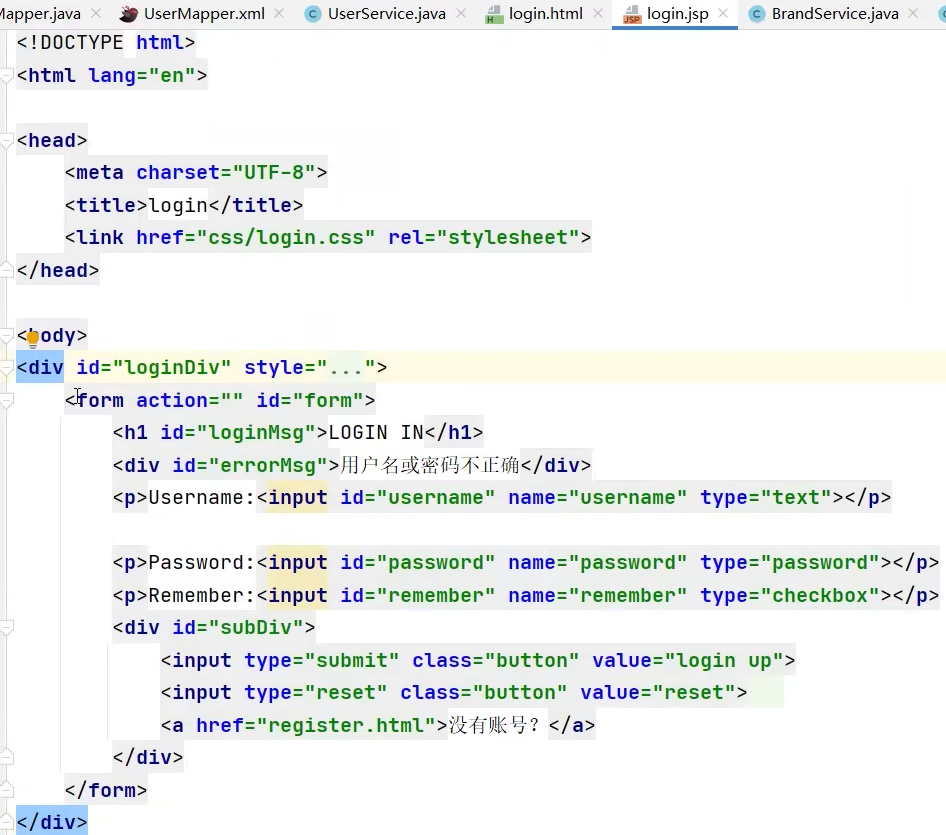 Mapper.java UserMapper.xml UserService.java login.html login.jsp BrandService.java
<!DOCTYPE html>
<html lang="en">
<head>
<meta charset="UTF-8">
<title>login</title>
<link href="css/login.css" rel="stylesheet">
</head>
<body>
<div id="loginDiv" style="...">
<form action="" id="form">
<h1 id="loginMsg">LOGIN IN</h1>
<div id="errorMsg">用户名或密码不正确</div>
<p>Username:<input id="username" name="username" type="text"></p>
<p>Password:<input id="password" name="password" type="password"></p>
<p>Remember:<input id="remember" name="remember" type="checkbox"></p>
<div id="subDiv">
<input type="submit" class="button" value="login up">
<input type="reset" class="button" value="reset">
<a href="register.html">没有账号？</a>
</div>
</form>
</div>